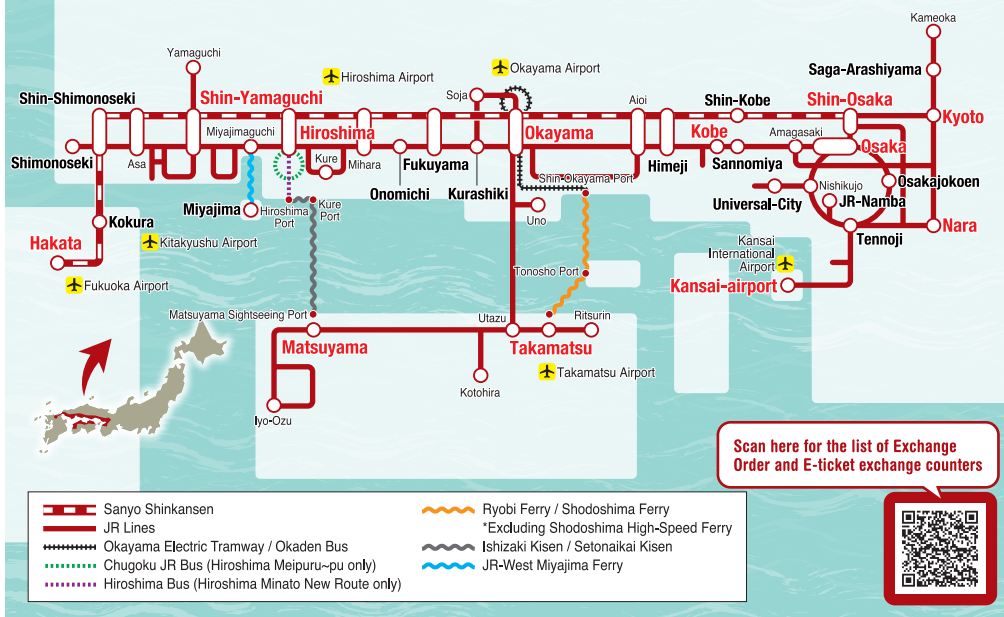 Kameoka
Yamaguchi
Hiroshima Airport
Okayama Airport
Saga-Arashiyama
Soja
Aioi
Shin-Shimonoseki
Shin-Yamaguchi
Shin-Kobe
Shin-Osaka
Miyajimaguchi
Hiroshima
Okayama
Kobe
Amagasaki
Kyoto
Osaka
Shimonoseki
Asa
Kure
Mihara
Fukuyama
Himeji
Sannomiya
Onomichi
Kurashiki
Shin-Okayama Port
Nishikujo
Osakajokoen
Miyajima
Hiroshima
Port
Kure
Port
Uno
Universal-City
JR-Namba
Kokura
Tennoji
Nara
Hakata
Kitakyushu Airport
Kansai
International
Airport
Tonosho Port
Fukuoka Airport
Kansai-airport
Matsuyama Sightseeing Port
Utazu
Ritsurin
Matsuyama
Takamatsu
Takamatsu Airport
Kotohira
Iyo-Ozu
Scan here for the list of Exchange
Order and E-ticket exchange counters
Sanyo Shinkansen
JR Lines
Okayama Electric Tramway / Okaden Bus
Chugoku JR Bus (Hiroshima Meipuru~pu only)
Hiroshima Bus (Hiroshima Minato New Route only)
Ryobi Ferry / Shodoshima Ferry
*Excluding Shodoshima High-Speed Ferry
Ishizaki Kisen / Setonaikai Kisen
JR-West Miyajima Ferry